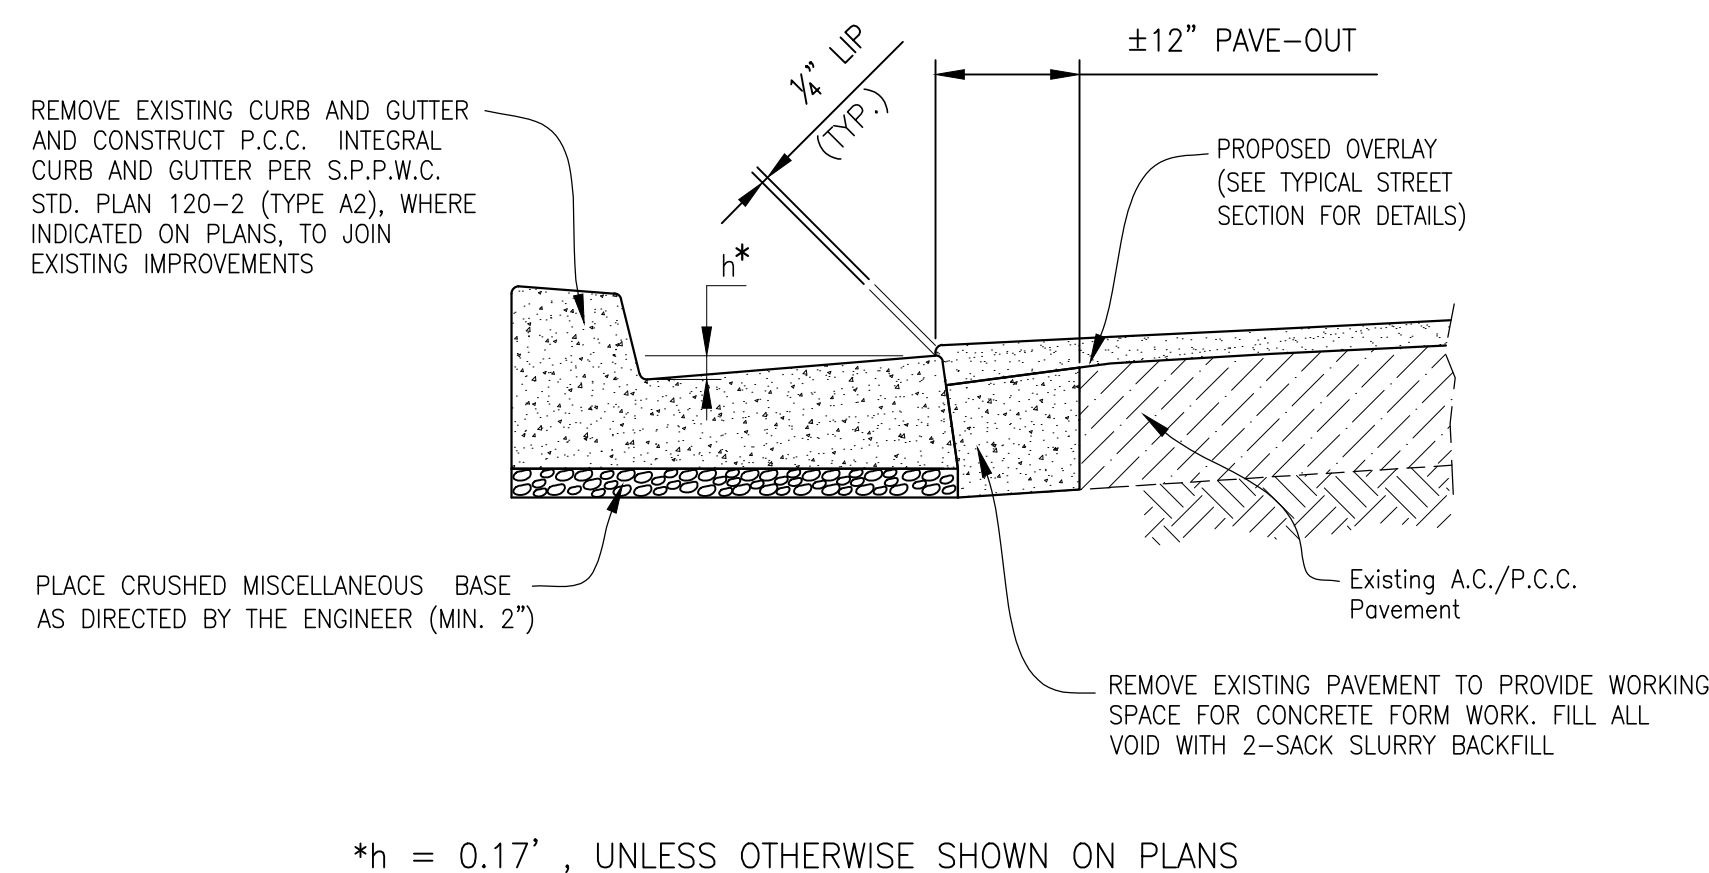 ±12” PAVE-OUT
¼” LIP
(TYP.)
REMOVE EXISTING CURB AND GUTTER
AND CONSTRUCT P.C.C. INTEGRAL
CURB AND GUTTER PER S.P.P.W.C.
STD. PLAN 120-2 (TYPE A2), WHERE
INDICATED ON PLANS, TO JOIN
EXISTING IMPROVEMENTS
PROPOSED OVERLAY
(SEE TYPICAL STREET
SECTION FOR DETAILS)
h*
PLACE CRUSHED MISCELLANEOUS BASE
AS DIRECTED BY THE ENGINEER (MIN. 2”)
Existing A.C./P.C.C.
Pavement
REMOVE EXISTING PAVEMENT TO PROVIDE WORKING
SPACE FOR CONCRETE FORM WORK. FILL ALL
VOID WITH 2-SACK SLURRY BACKFILL
*h = 0.17’ , UNLESS OTHERWISE SHOWN ON PLANS